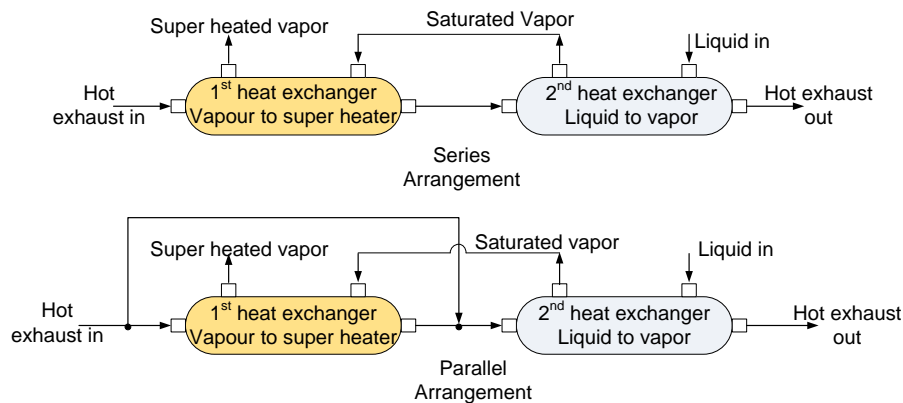 Super heated vapor
Saturated Vapor
Liquid in
Hot
exhaust in
1st heat exchanger
Vapour to super heater
2nd heat exchanger
Liquid to vapor
Hot exhaust
out
Series
Arrangement
Super heated vapor
Saturated vapor
Liquid in
Hot
exhaust in
1st heat exchanger
Vapour to super heater
2nd heat exchanger
Liquid to vapor
Hot exhaust
out
Parallel
Arrangement